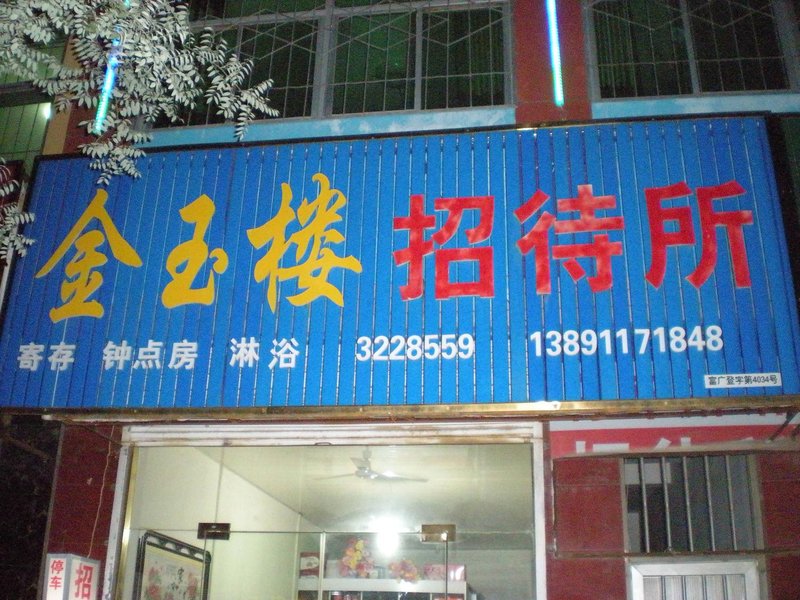 金玉楼 招待所
寄存 钟点房 淋浴 3228559 13891171848
富广登字第4034号
停车
招